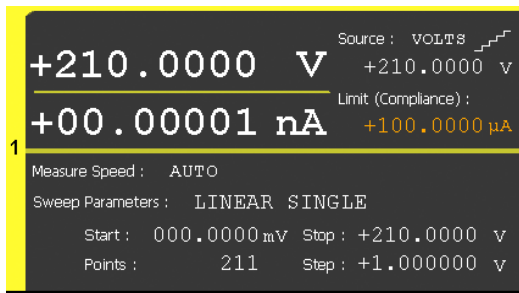 Source : VOLTS
+210.0000 V
+210.0000 V
Limit (Compliance) :
+00.00001 nA
+100.0000 µA
1
Measure Speed : AUTO
Sweep Parameters : LINEAR SINGLE
Start : 000.0000 mV Stop : +210.0000 V
Points : 211 Step : +1.000000 V